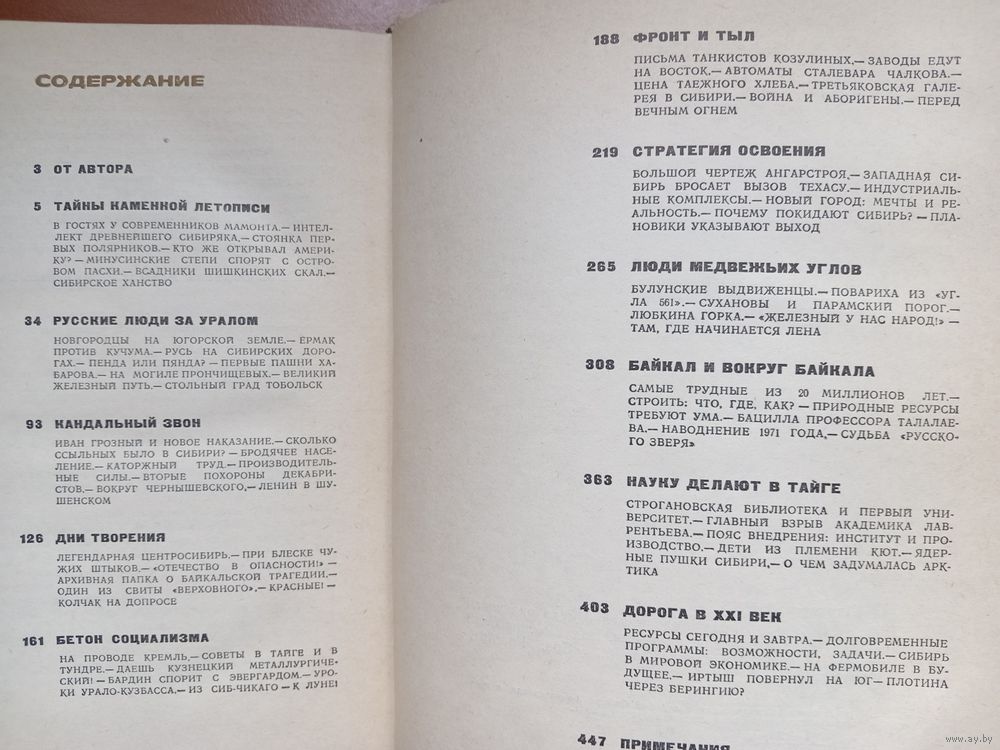 СОДЕРЖАНИЕ
3 ОТ АВТОРА
5 ТАЙНЫ КАМЕННОЙ ЛЕТОПИСИ
В ГОСТЯХ У СОВРЕМЕННИКОВ МАМОНТА.— ИНТЕЛ-
ЛЕКТ ДРЕВНЕЙШЕГО СИБИРЯКА.— СТОЯНКА ПЕР-
ВЫХ ПОЛЯРНИКОВ.— КТО ЖЕ ОТКРЫВАЛ АМЕРИ-
КУ? — МИНУСИНСКИЕ СТЕПИ СПОРЯТ С ОСТРО-
ВОМ ПАСХИ.— ВСАДНИКИ ШИШКИНСКИХ СКАЛ.—
СИБИРСКОЕ ХАНСТВО
34 РУССКИЕ ЛЮДИ ЗА УРАЛОМ
НОВГОРОДЦЫ НА ЮГОРСКОЙ ЗЕМЛЕ.— ЕРМАК
ПРОТИВ КУЧУМА.— РУСЬ НА СИБИРСКИХ ДОРО-
ГАХ.— ПЕНДА ИЛИ ПЯНДА? — ПЕРВЫЕ ПАШНИ ХА-
БАРОВА.— НА МОГИЛЕ ПРОНЧИЩЕВЫХ.— ВЕЛИКИЙ
ЖЕЛЕЗНЫЙ ПУТЬ.— СТОЛЬНЫЙ ГРАД ТОБОЛЬСК
93 КАНДАЛЬНЫЙ ЗВОН
ИВАН ГРОЗНЫЙ И НОВОЕ НАКАЗАНИЕ.— СКОЛЬКО
ССЫЛЬНЫХ БЫЛО В СИБИРИ? — БРОДЯЧЕЕ НАСЕ-
ЛЕНИЕ.— КАТОРЖНЫЙ ТРУД.— ПРОИЗВОДИТЕЛЬ-
НЫЕ СИЛЫ.— ВТОРЫЕ ПОХОРОНЫ ДЕКАБРИ-
СТОВ.— ВОКРУГ ЧЕРНЫШЕВСКОГО.— ЛЕНИН В ШУ-
ШЕНСКОМ
126 ДНИ ТВОРЕНИЯ
ЛЕГЕНДАРНАЯ ЦЕНТРОСИБИРЬ.— ПРИ БЛЕСКЕ ЧУ-
ЖИХ ШТЫКОВ.— «ОТЕЧЕСТВО В ОПАСНОСТИ!» —
АРХИВНАЯ ПАПКА О БАЙКАЛЬСКОЙ ТРАГЕДИИ.—
ОДИН ИЗ СВИТЫ «ВЕРХОВНОГО».— КРАСНЫЕ! —
КОЛЧАК НА ДОПРОСЕ
161 БЕТОН СОЦИАЛИЗМА
НА ПРОВОДЕ КРЕМЛЬ.— СОВЕТЫ В ТАЙГЕ И В
ТУНДРЕ.— ДАЕШЬ КУЗНЕЦКИЙ МЕТАЛЛУРГИЧЕ-
СКИЙ! — БАРДИН СПОРИТ С ЭВЕРГАРДОМ.— УРО-
КИ УРАЛО-КУЗБАССА.— ИЗ СИБ-ЧИКАГО — К ЛУНЕ!
188 ФРОНТ И ТЫЛ
ПИСЬМА ТАНКИСТОВ КОЗУЛИНЫХ.— ЗАВОДЫ ЕДУТ
НА ВОСТОК.— АВТОМАТЫ СТАЛЕВАРА ЧАЛКОВА.—
ЦЕНА ТАЕЖНОГО ХЛЕБА.— ТРЕТЬЯКОВСКАЯ ГАЛЕ-
РЕЯ В СИБИРИ.— ВОЙНА И АБОРИГЕНЫ.— ПЕРЕД
ВЕЧНЫМ ОГНЕМ
219 СТРАТЕГИЯ ОСВОЕНИЯ
БОЛЬШОЙ ЧЕРТЕЖ АНГАРСТРОЯ.— ЗАПАДНАЯ СИ-
БИРЬ БРОСАЕТ ВЫЗОВ ТЕХАСУ.— ИНДУСТРИАЛЬ-
НЫЕ КОМПЛЕКСЫ.— НОВЫЙ ГОРОД: МЕЧТЫ И РЕ-
АЛЬНОСТЬ.— ПОЧЕМУ ПОКИДАЮТ СИБИРЬ? — ПЛА-
НОВИКИ УКАЗЫВАЮТ ВЫХОД
265 ЛЮДИ МЕДВЕЖЬИХ УГЛОВ
БУЛУНСКИЕ ВЫДВИЖЕНЦЫ.— ПОВАРИХА ИЗ «УГ-
ЛА 561».— СУХАНОВЫ И ПАРАМСКИЙ ПОРОГ.—
ЛЮБКИНА ГОРКА.— «ЖЕЛЕЗНЫЙ У НАС НАРОД!» —
ТАМ, ГДЕ НАЧИНАЕТСЯ ЛЕНА
308 БАЙКАЛ И ВОКРУГ БАЙКАЛА
САМЫЕ ТРУДНЫЕ ИЗ 20 МИЛЛИОНОВ ЛЕТ.—
СТРОИТЬ: ЧТО, ГДЕ, КАК? — ПРИРОДНЫЕ РЕСУРСЫ
ТРЕБУЮТ УМА.— БАЦИЛЛА ПРОФЕССОРА ТАЛАЛАЕ-
ВА.— НАВОДНЕНИЕ 1971 ГОДА.— СУДЬБА «РУССКО-
ГО ЗВЕРЯ»
363 НАУКУ ДЕЛАЮТ В ТАЙГЕ
СТРОГАНОВСКАЯ БИБЛИОТЕКА И ПЕРВЫЙ УНИ-
ВЕРСИТЕТ.— ГЛАВНЫЙ ВЗРЫВ АКАДЕМИКА ЛАВ-
РЕНТЬЕВА.— ПОЯС ВНЕДРЕНИЯ: ИНСТИТУТ И ПРО-
ИЗВОДСТВО.— ДЕТИ ИЗ ПЛЕМЕНИ КЮТ.— ЯДЕР-
НЫЕ ПУШКИ СИБИРИ.— О ЧЕМ ЗАДУМАЛАСЬ АРК-
ТИКА
403 ДОРОГА В XXI ВЕК
РЕСУРСЫ СЕГОДНЯ И ЗАВТРА.— ДОЛГОВРЕМЕННЫЕ
ПРОГРАММЫ: ВОЗМОЖНОСТИ, ЗАДАЧИ.— СИБИРЬ
В МИРОВОЙ ЭКОНОМИКЕ.— НА ФЕРМОБИЛЕ В БУ-
ДУЩЕЕ.— ИРТЫШ ПОВЕРНУЛ НА ЮГ— ПЛОТИНА
ЧЕРЕЗ БЕРИНГИЮ?
447 ПРИМЕЧАНИЯ
www.ay.by